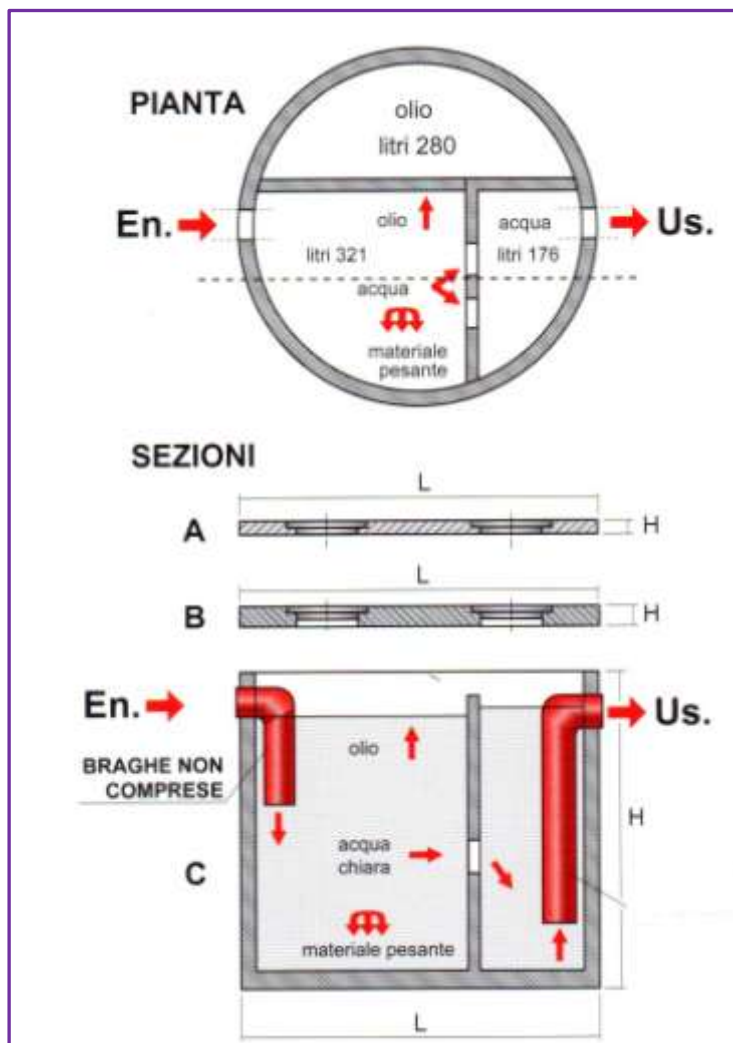 PIANTA
olio
litri 280
En.
olio
acqua
Us.
litri 321
litri 176
acqua
materiale
pesante
SEZIONI
L
A
H
L
B
H
En.
Us.
olio
BRAGHE NON
COMPRESE
H
acqua
chiara
C
materiale pesante
L